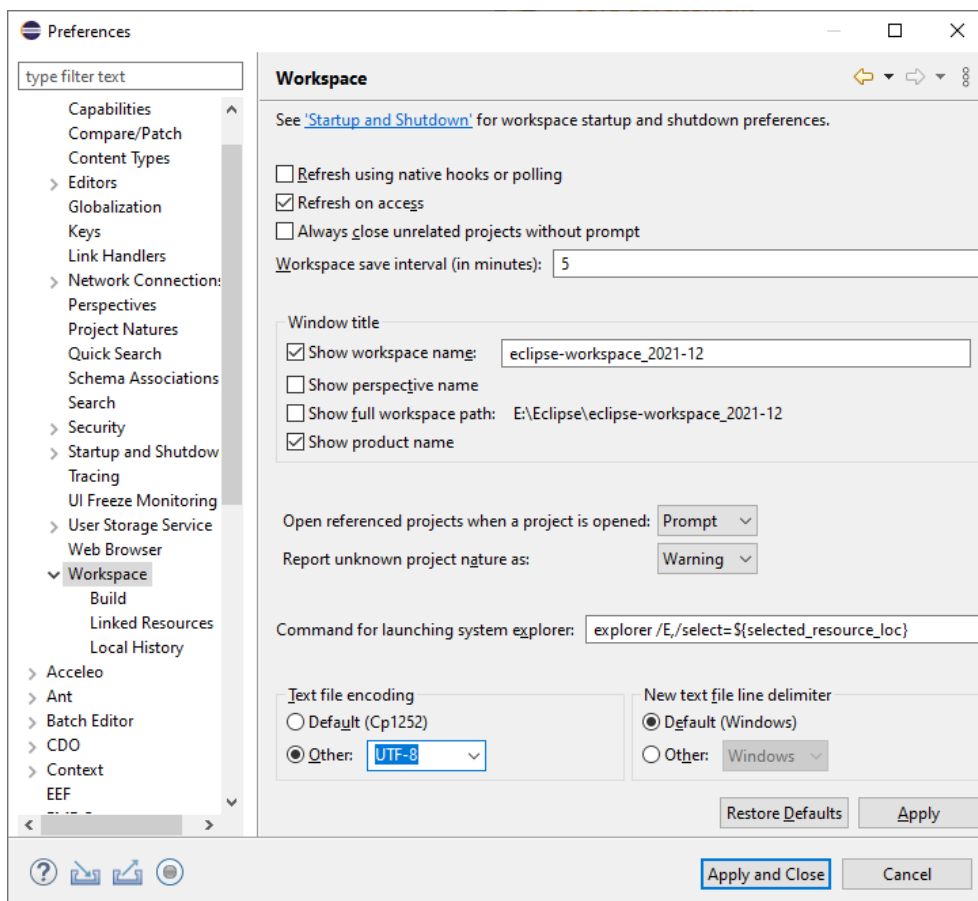 Preferences
type filter text
Capabilities
Compare/Patch
Content Types
Editors
Globalization
Keys
Link Handlers
Network Connections
Perspectives
Project Natures
Quick Search
Schema Associations
Search
Security
Startup and Shutdow
Tracing
UI Freeze Monitoring
User Storage Service
Web Browser
Workspace
Build
Linked Resources
Local History
Acceleo
Ant
Batch Editor
CDO
Context
EEF
Workspace
See 'Startup and Shutdown' for workspace startup and shutdown preferences.
Refresh using native hooks or polling
Refresh on access
Always close unrelated projects without prompt
Workspace save interval (in minutes): 5
Window title
Show workspace name: eclipse-workspace_2021-12
Show perspective name
Show full workspace path: E:\Eclipse\eclipse-workspace_2021-12
Show product name
Open referenced projects when a project is opened: Prompt
Report unknown project nature as: Warning
Command for launching system explorer: explorer /E,/select=${selected_resource_loc}
Text file encoding
Default (Cp1252)
Other: UTF-8
New text file line delimiter
Default (Windows)
Other: Windows
Restore Defaults Apply
? Apply and Close Cancel